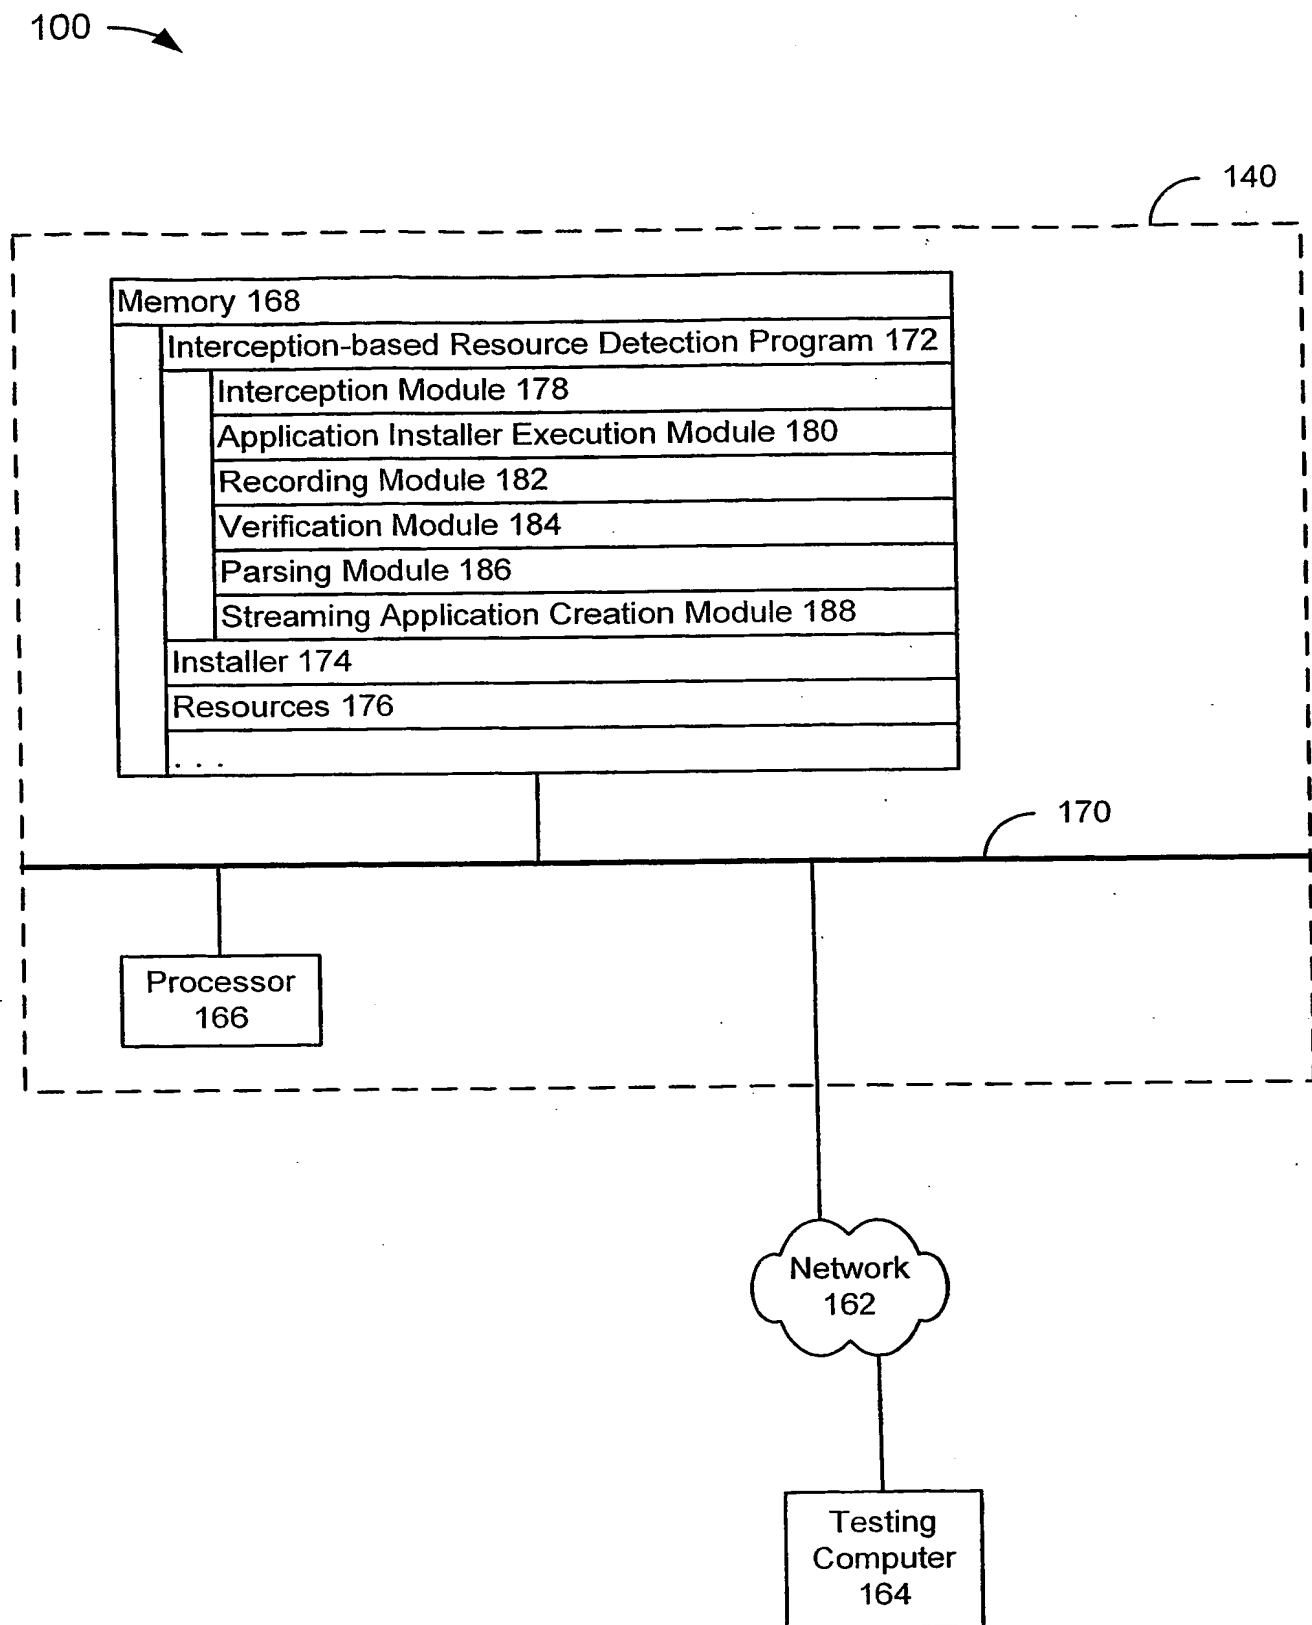 100
140
Memory 168
Interception-based Resource Detection Program 172
Interception Module 178
Application Installer Execution Module 180
Recording Module 182
Verification Module 184
Parsing Module 186
Streaming Application Creation Module 188
Installer 174
Resources 176
. . .
170
Processor
166
Network
162
Testing
Computer
164